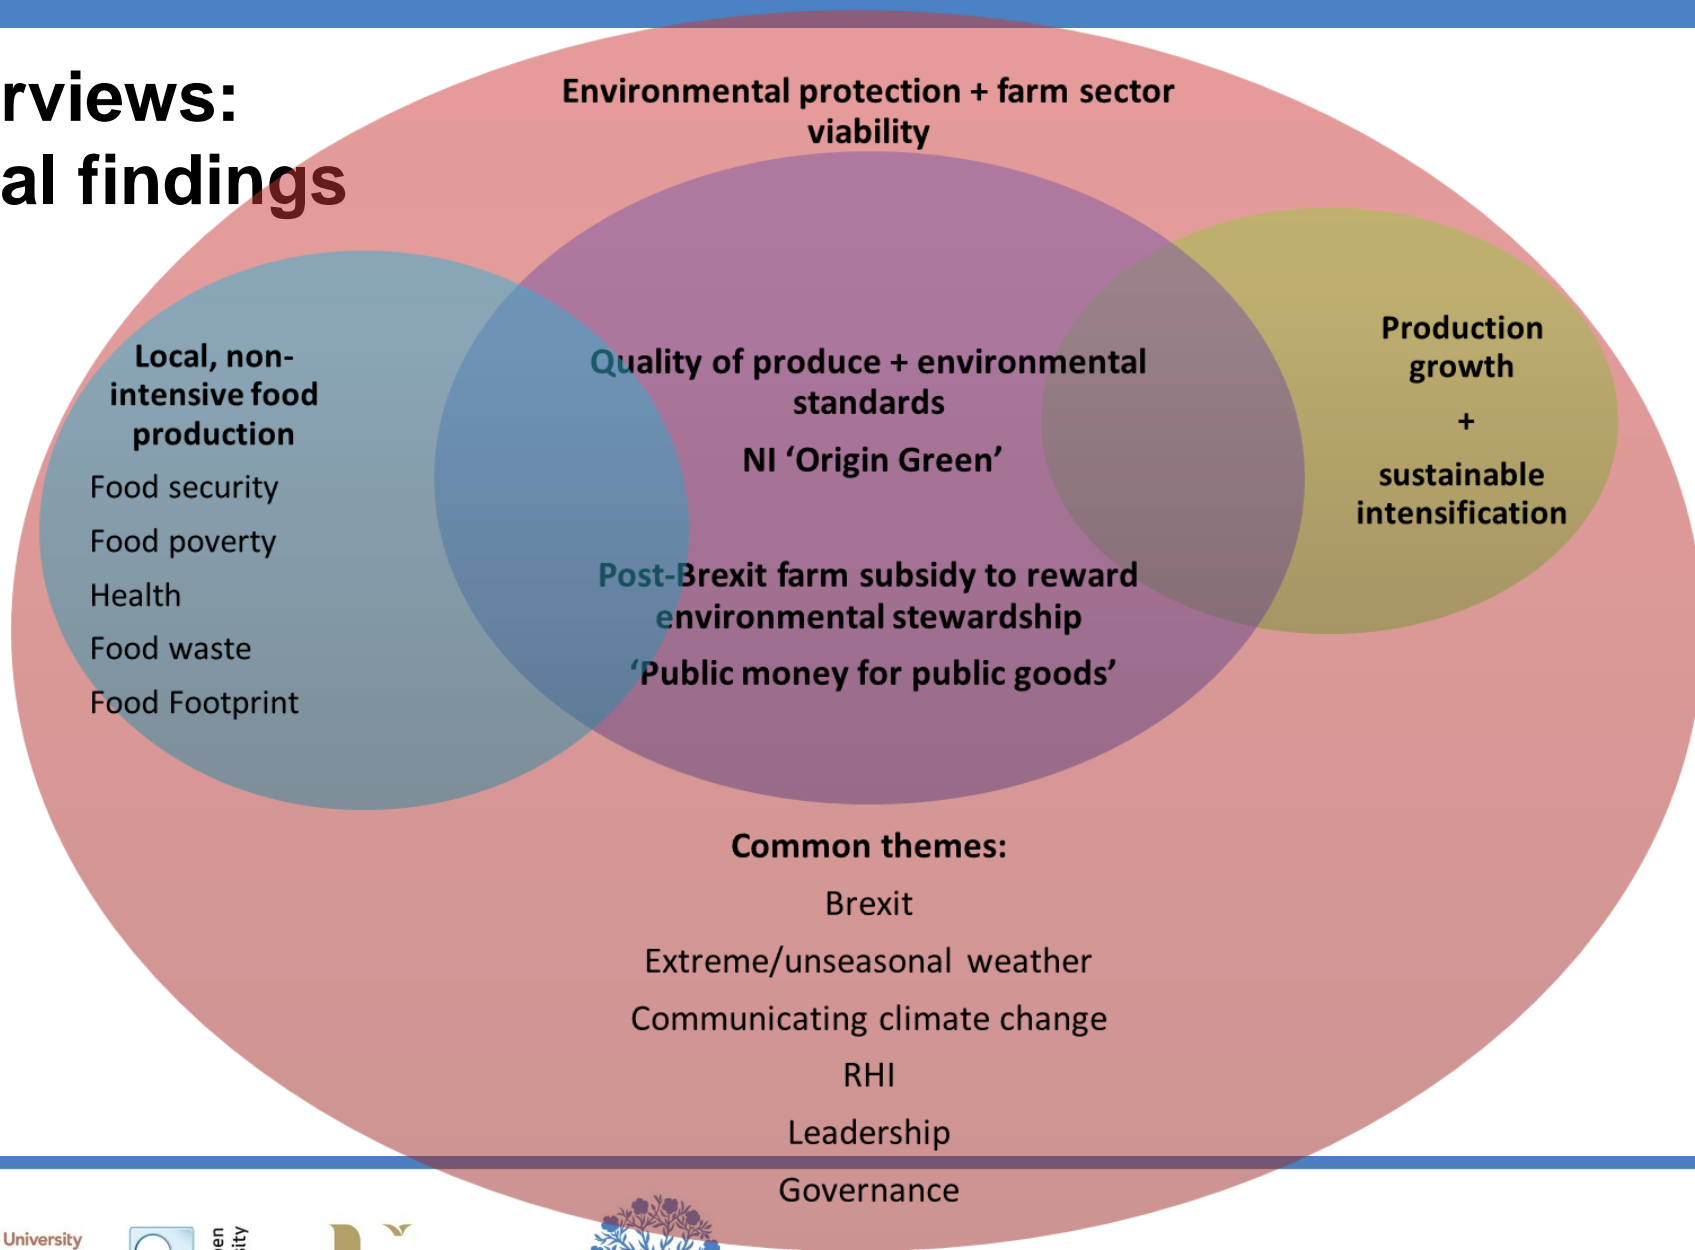 rviews:
al findings
Environmental protection + farm sector
viability
Local, non-
intensive food
production
Food security
Food poverty
Health
Food waste
Food Footprint
Quality of produce + environmental
standards
NI ‘Origin Green’
Post-Brexit farm subsidy to reward
environmental stewardship
‘Public money for public goods’
Production
growth
+
sustainable
intensification
Common themes:
Brexit
Extreme/unseasonal weather
Communicating climate change
RHI
Leadership
Governance
University